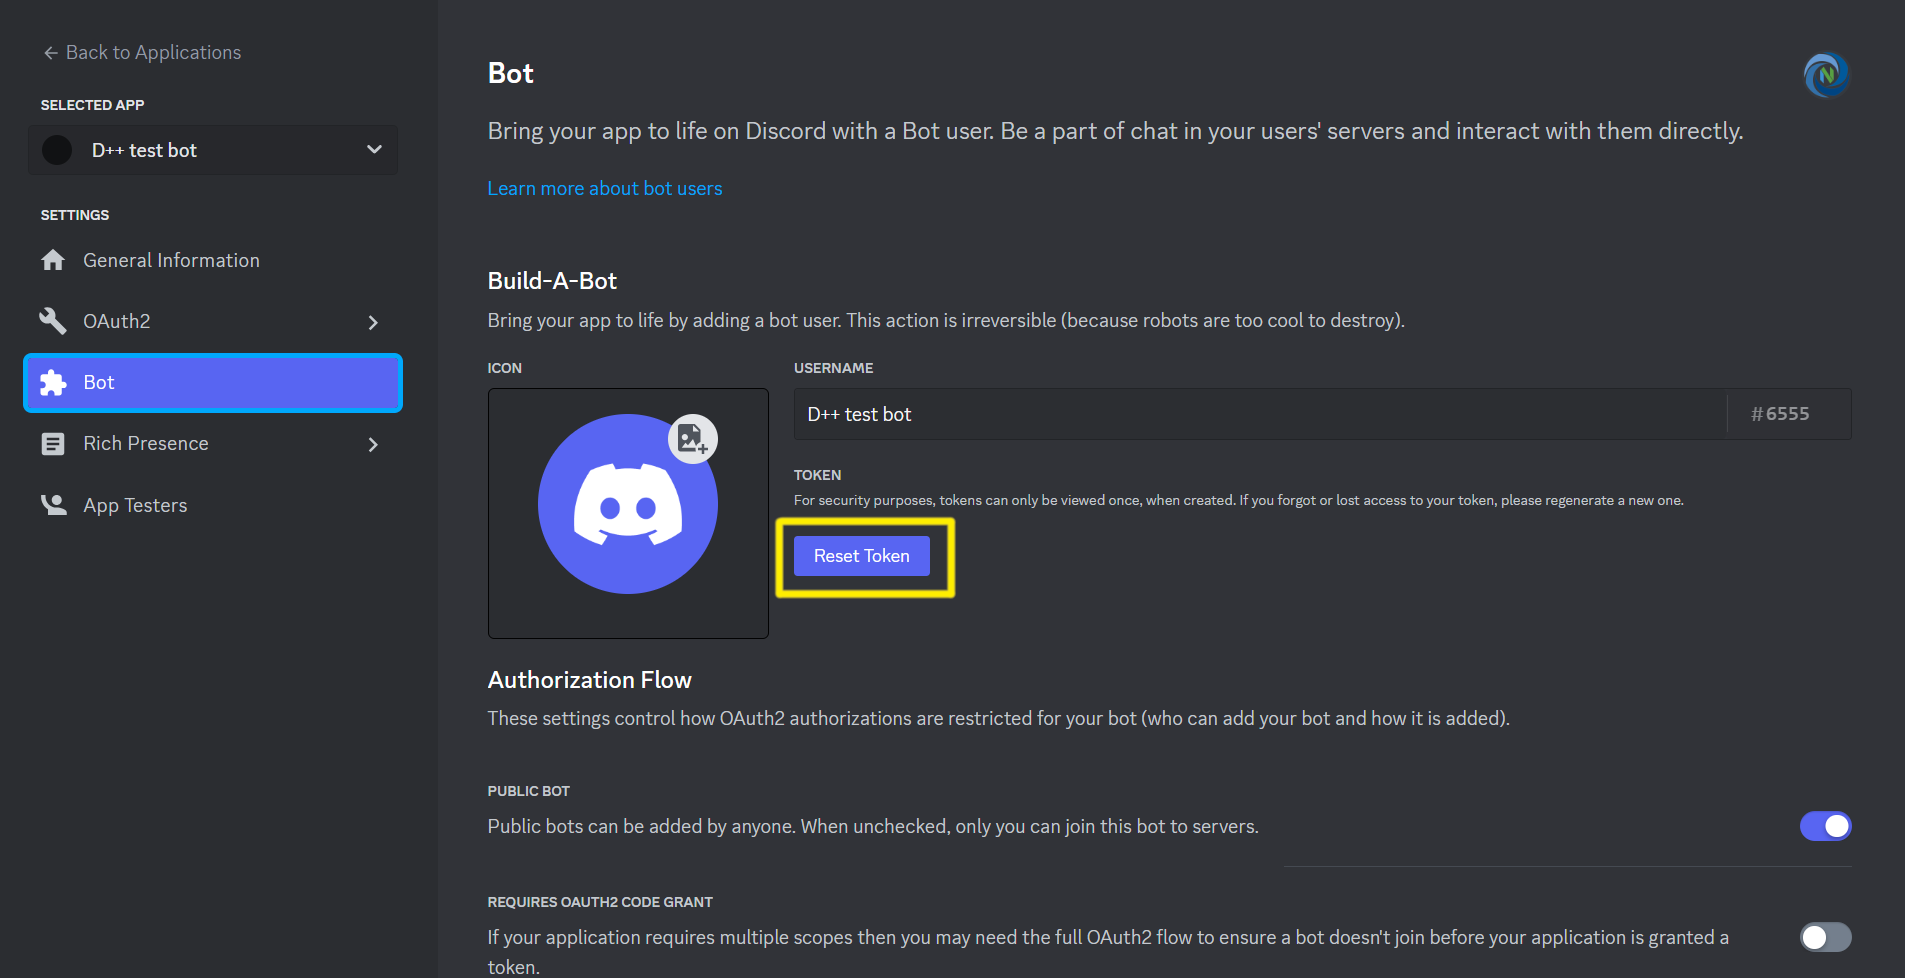 Back to Applications
SELECTED APP
D++ test bot
SETTINGS
General Information
OAuth2
Bot
Rich Presence
App Testers
Bot
N
Bring your app to life on Discord with a Bot user. Be a part of chat in your users' servers and interact with them directly.
Learn more about bot users
Build-A-Bot
Bring your app to life by adding a bot user. This action is irreversible (because robots are too cool to destroy).
ICON
USERNAME
D++ test bot
#6555
TOKEN
For security purposes, tokens can only be viewed once, when created. If you forgot or lost access to your token, please regenerate a new one.
Reset Token
Authorization Flow
These settings control how OAuth2 authorizations are restricted for your bot (who can add your bot and how it is added).
PUBLIC BOT
Public bots can be added by anyone. When unchecked, only you can join this bot to servers.
REQUIRES OAUTH2 CODE GRANT
If your application requires multiple scopes then you may need the full OAuth2 flow to ensure a bot doesn't join before your application is granted a
token.